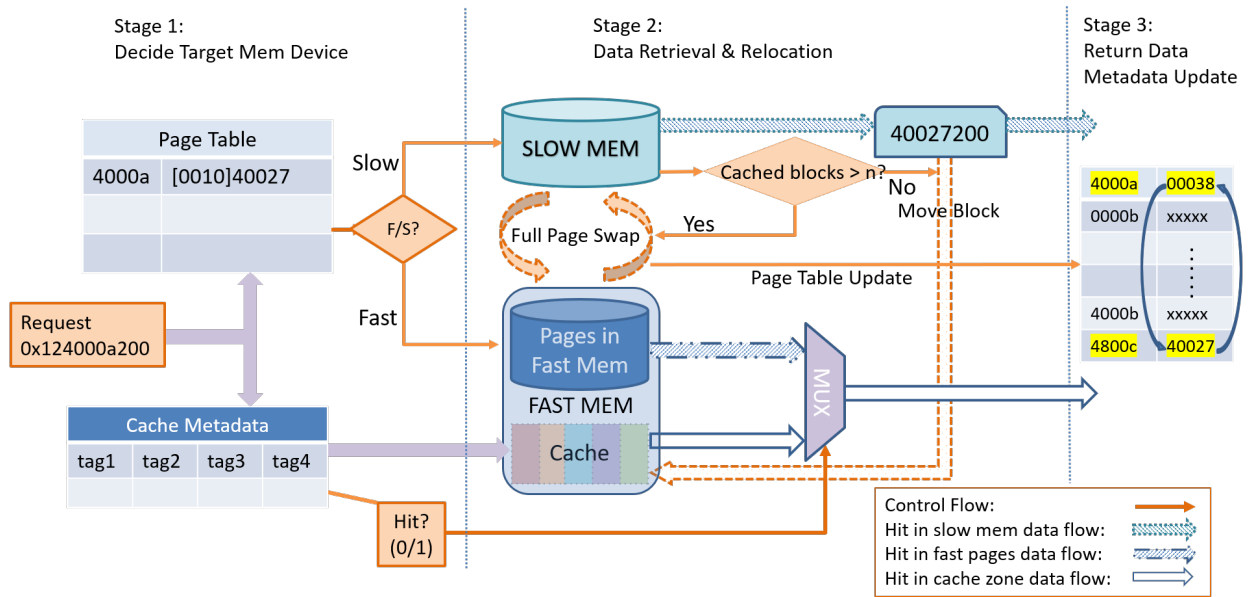 Stage 1:
Decide Target Mem Device
Stage 2:
Data Retrieval & Relocation
Stage 3:
Return Data
Metadata Update
Page Table
4000a [0010]40027
Request
0x124000a200
Cache Metadata
tag1 tag2 tag3 tag4
Slow
F/S?
Fast
Hit?
(0/1)
SLOW MEM
Cached blocks > n?
No
Move Block
Yes
Full Page Swap
40027200
Page Table Update
Pages in
Fast Mem
FAST MEM
Cache
MUX
4000a 00038
0000b xxxxx
4000b xxxxx
4800c 40027
Control Flow:
Hit in slow mem data flow:
Hit in fast pages data flow:
Hit in cache zone data flow: